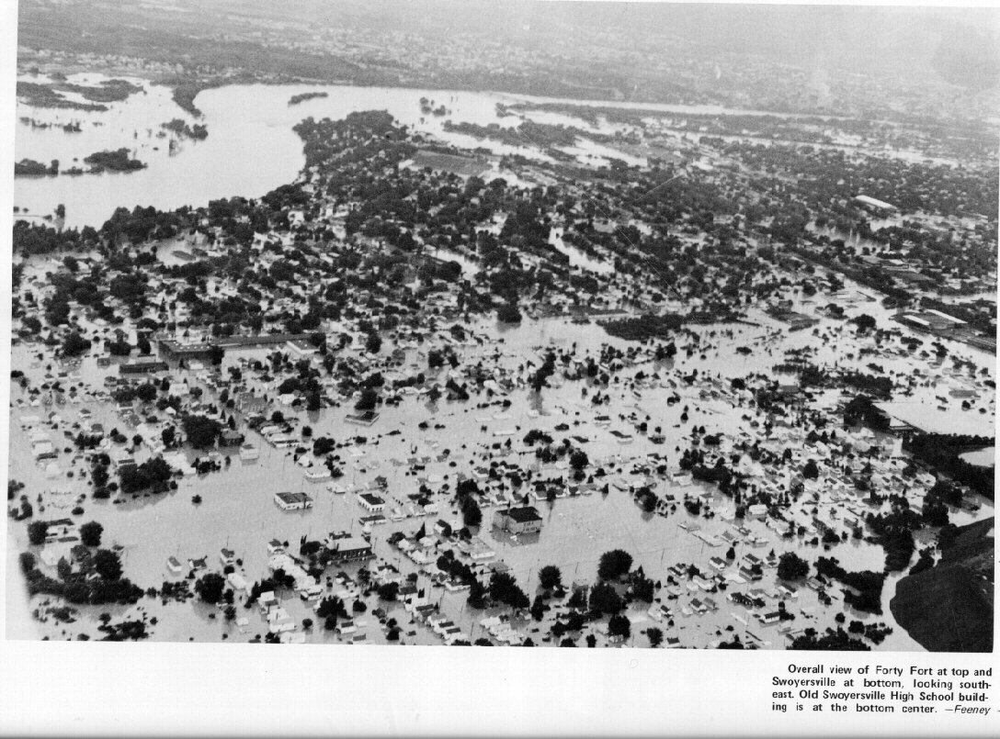 Overall view of Forty Fort at top and
Swoyersville at bottom, looking south-
east. Old Swoyersville High School build-
ing is at the bottom center. —Feeney